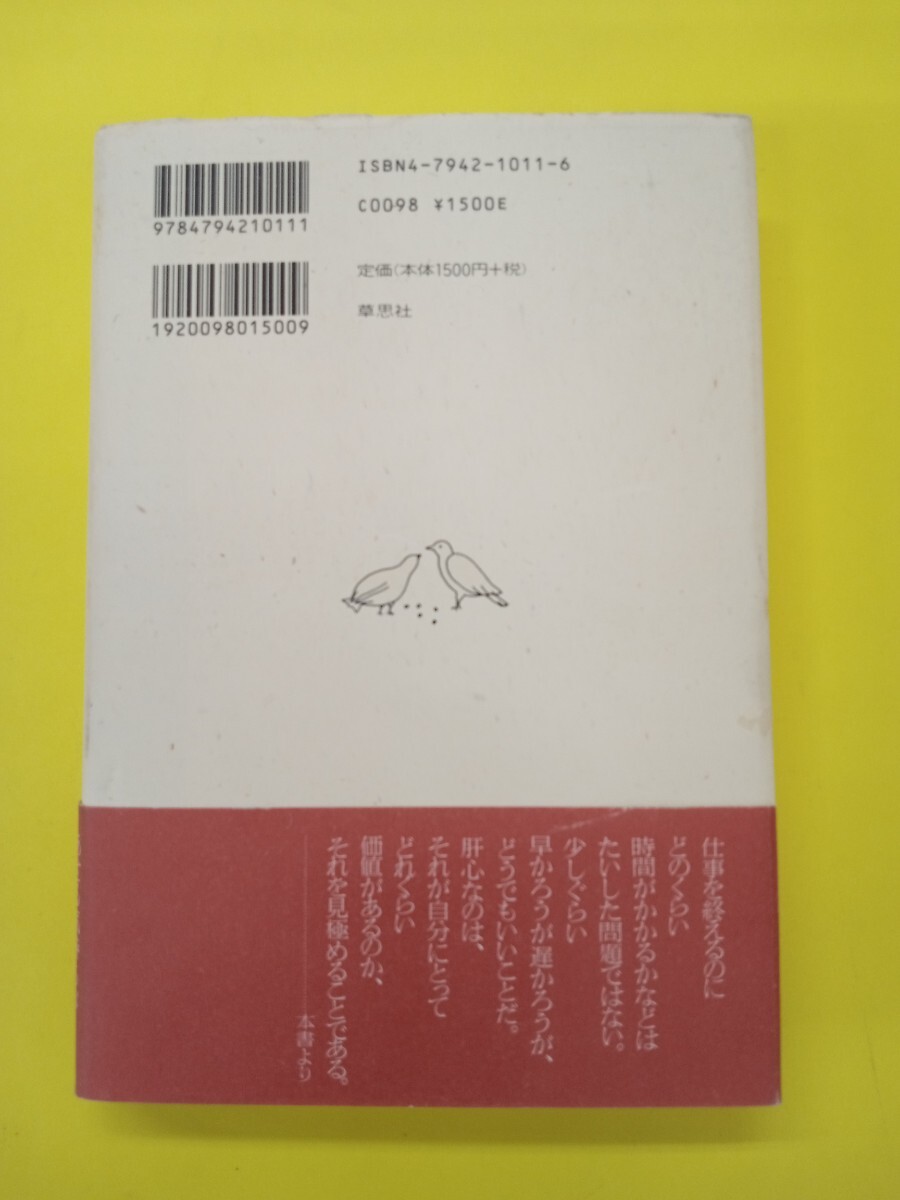 ISBN4-7942-1011-6
C0098 ¥1500E
9784794210111
定価(本体1500円+税)
1920098015009
草思社
仕事を終えるのに
どのくらい
時間がかかるかなどは
たいした問題ではない。
少しぐらい
早かろうが遅かろうが、
どうでもいいことだ。
肝心なのは、
それが自分にとって
どれくらい
価値があるのか、
それを見極めることである。
本書より